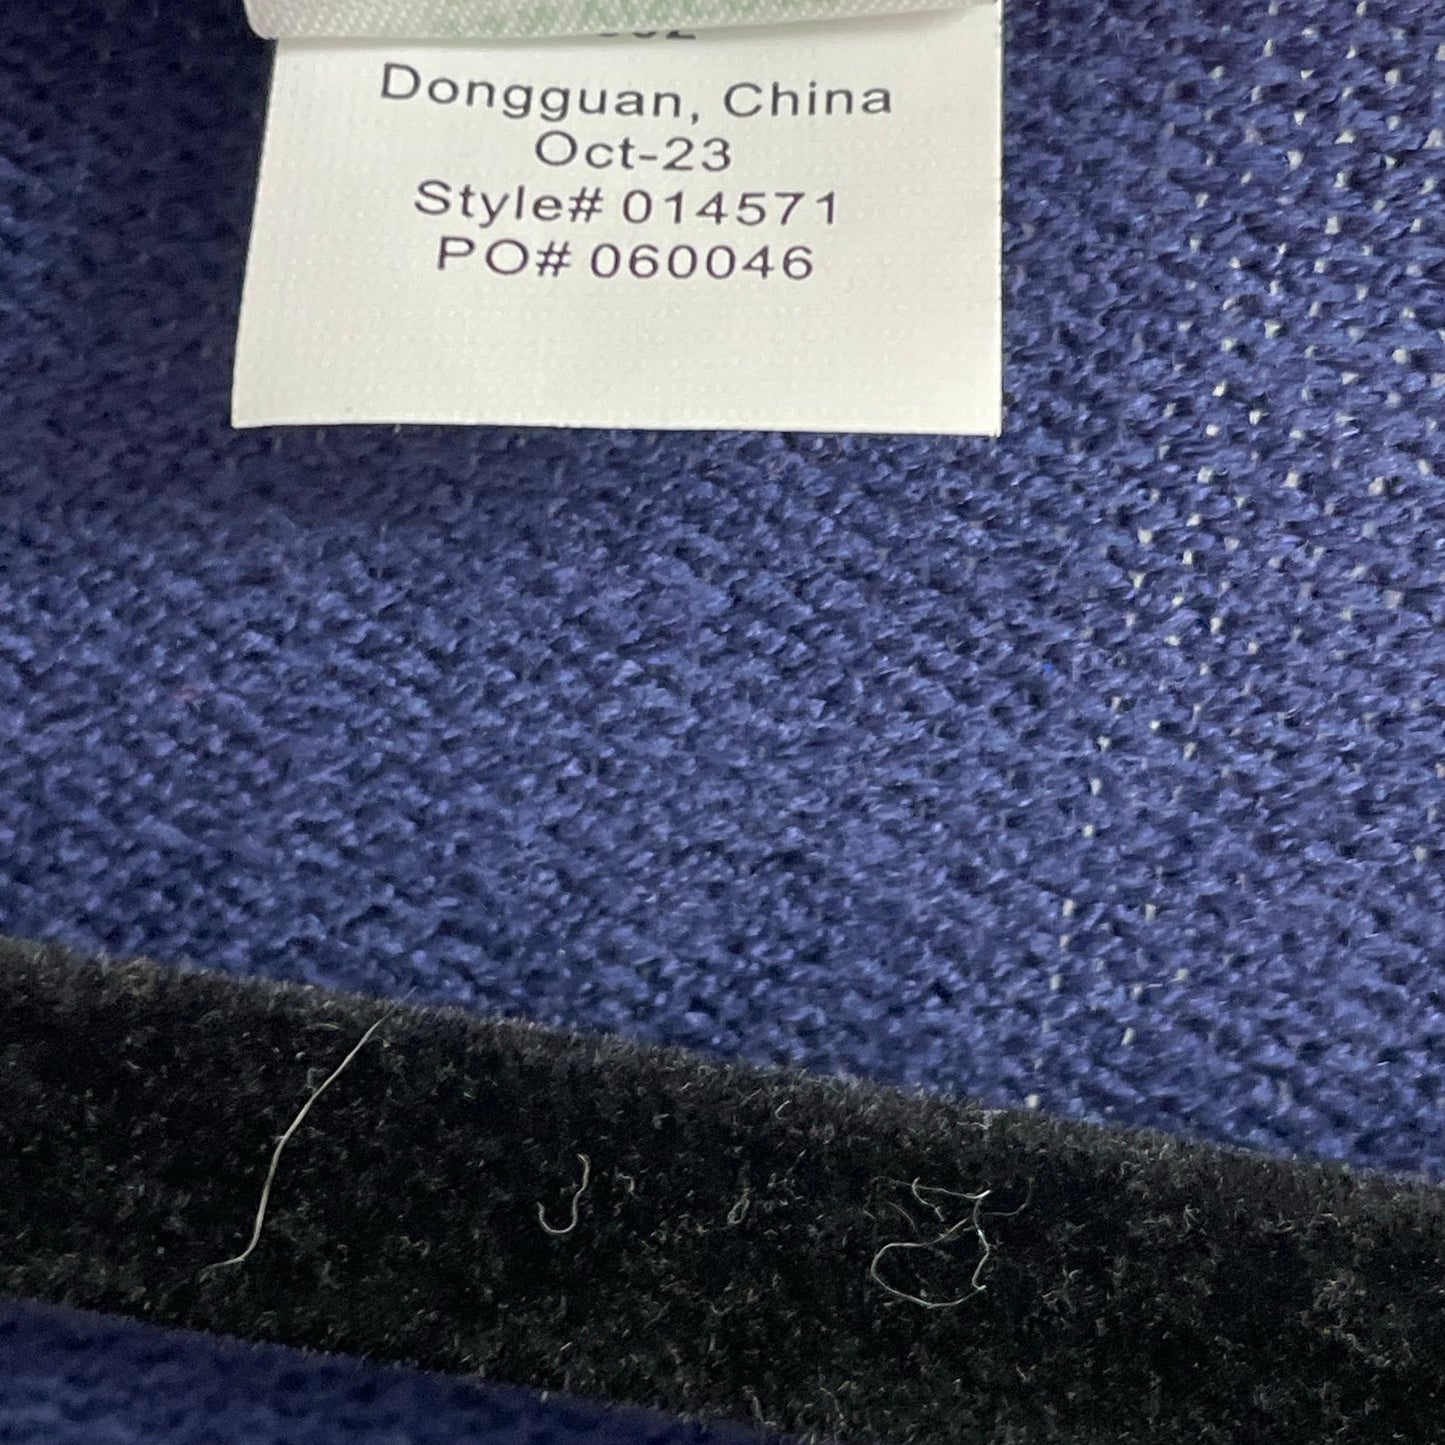 Dongguan, China
Oct-23
Style# 014571
PO# 060046